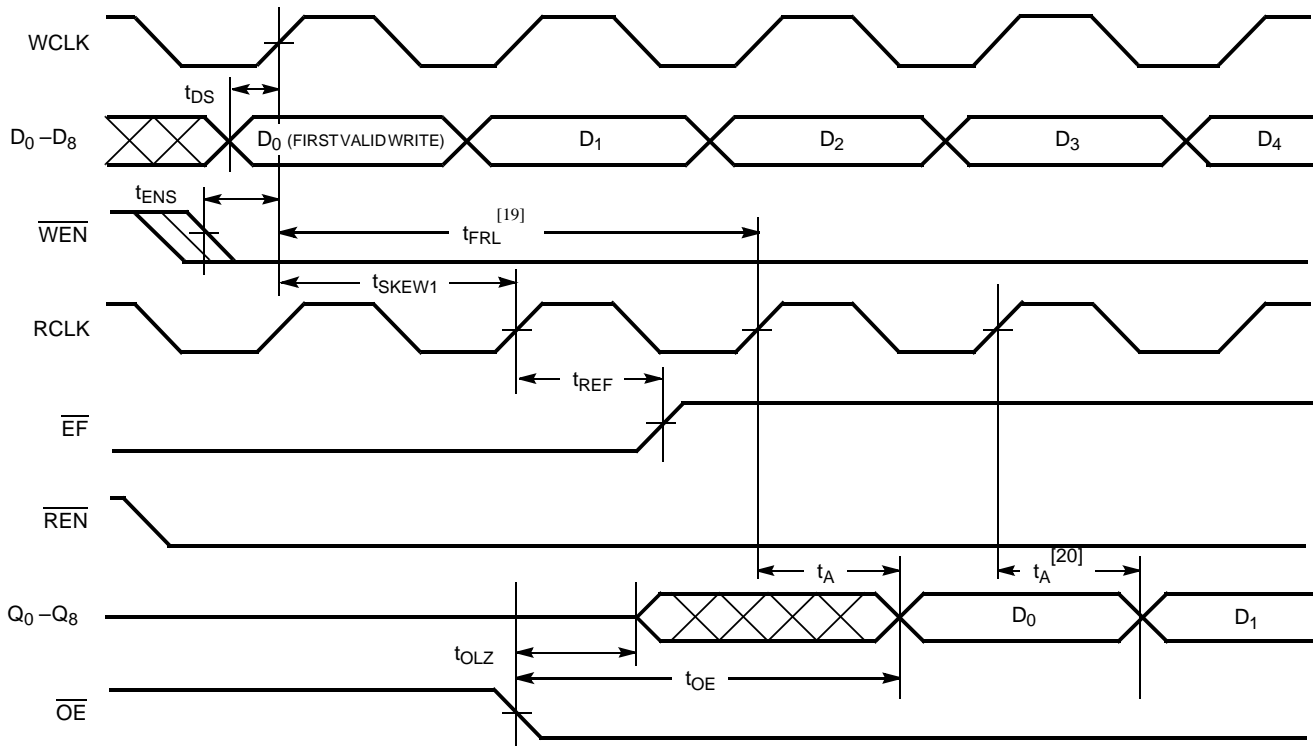 WCLK
tDS
D0 –D8
D0 (FIRST VALID WRITE)
D1
D2
D3
D4
tENS
WEN
tFRL [19]
tSKEW1
RCLK
tREF
EF
REN
tA
tA [20]
Q0 –Q8
D0
D1
tOLZ
tOE
OE